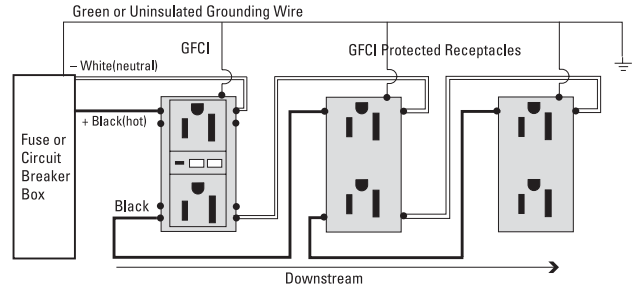 Green or Uninsulated Grounding Wire
GFCI
GFCI Protected Receptacles
– White(neutral)
+ Black(hot)
Fuse or
Circuit
Breaker
Box
Black
Downstream